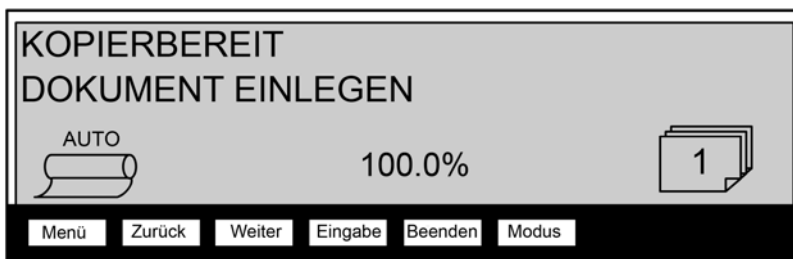 KOPIERBEREIT
DOKUMENT EINLEGEN
AUTO
100.0%
1
Menü Zurück Weiter Eingabe Beenden Modus